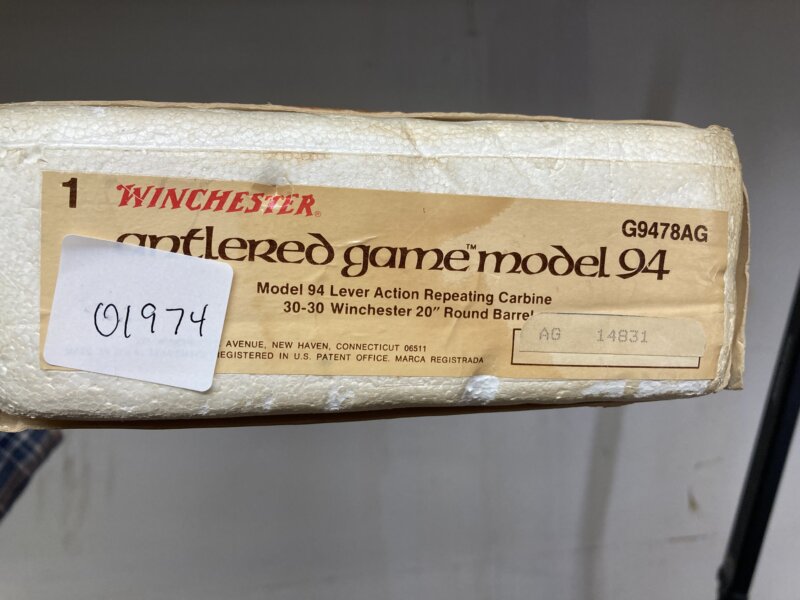 1 WINCHESTER®
G9478AG
antlered game™ model 94
Model 94 Lever Action Repeating Carbine
30-30 Winchester 20" Round Barrel
AG 14831
01974
AVENUE, NEW HAVEN, CONNECTICUT 06511
REGISTERED IN U.S. PATENT OFFICE. MARCA REGISTRADA